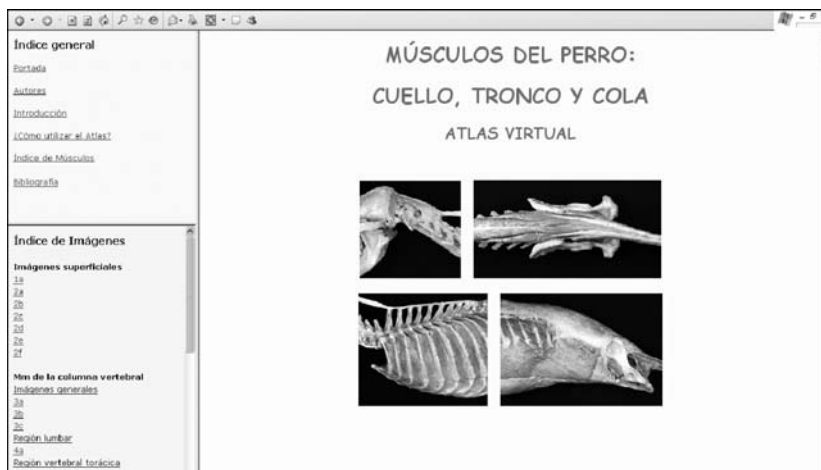 Índice general
Portada
Autores
Introducción
¿Cómo utilizar el Atlas?
Índice de Músculos
Bibliografía
Índice de Imágenes
Imágenes superficiales
1a
2a
2b
2c
2d
2e
2f
Mm de la columna vertebral
Imágenes generales
3a
3b
3c
Región lumbar
4a
Región vertebral torácica
MÚSCULOS DEL PERRO:
CUELLO, TRONCO Y COLA
ATLAS VIRTUAL